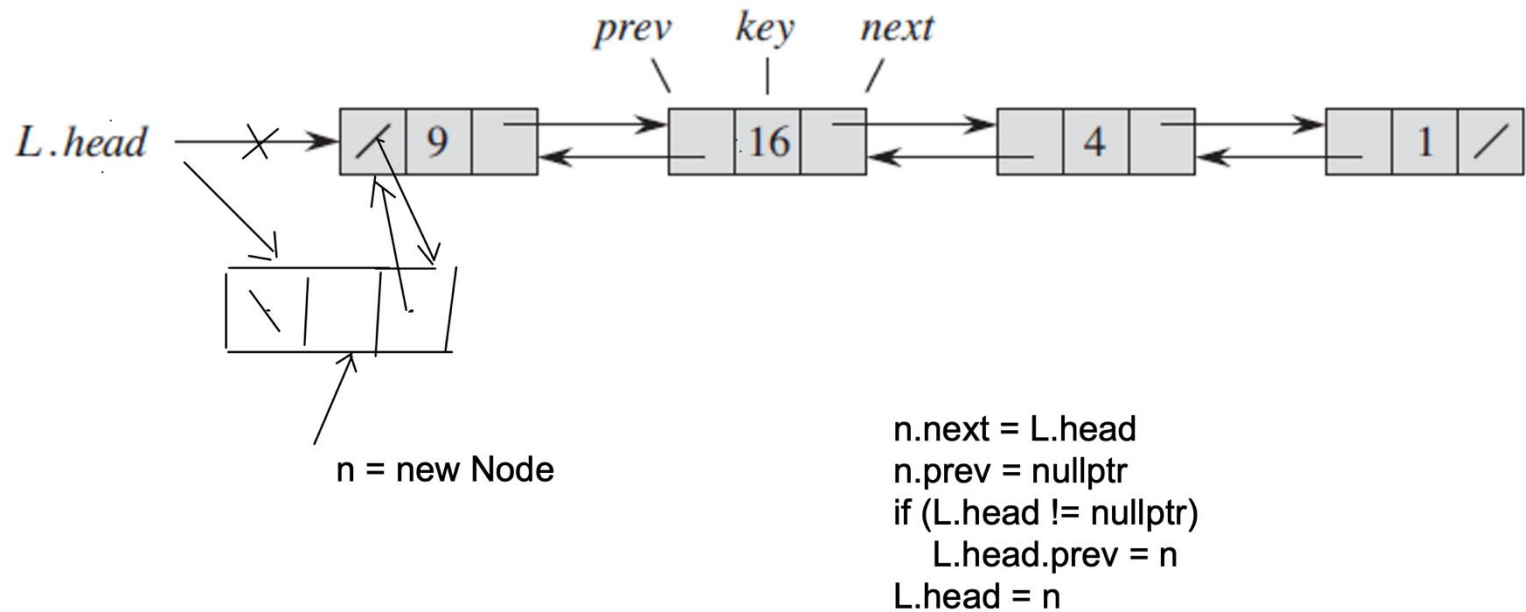 prev key next
L.head 9 16 4 1
n = new Node
n.next = L.head
n.prev = nullptr
if (L.head != nullptr)
L.head.prev = n
L.head = n